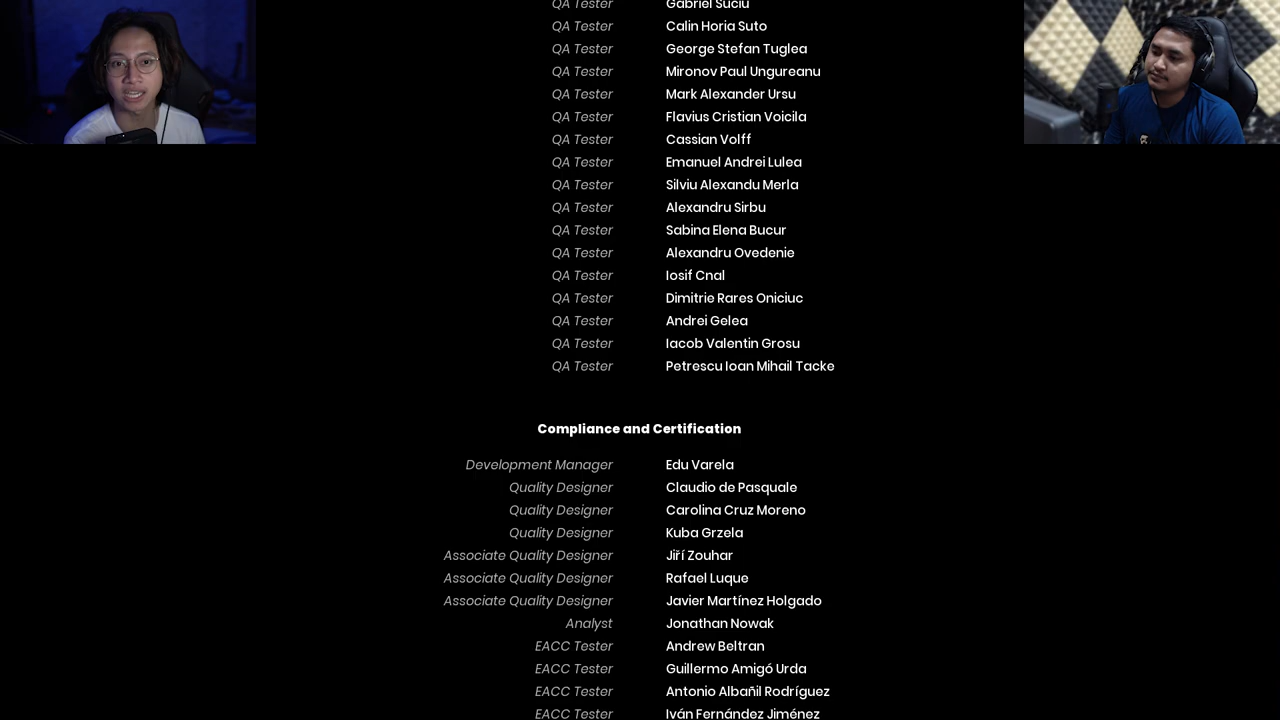 QA Tester Gabriel Suciu
QA Tester Calin Horia Suto
QA Tester George Stefan Tuglea
QA Tester Mironov Paul Ungureanu
QA Tester Mark Alexander Ursu
QA Tester Flavius Cristian Voicila
QA Tester Cassian Volff
QA Tester Emanuel Andrei Lulea
QA Tester Silviu Alexandu Merla
QA Tester Alexandru Sirbu
QA Tester Sabina Elena Bucur
QA Tester Alexandru Ovedenie
QA Tester Iosif Cnal
QA Tester Dimitrie Rares Oniciuc
QA Tester Andrei Gelea
QA Tester Iacob Valentin Grosu
QA Tester Petrescu Ioan Mihail Tacke
Compliance and Certification
Development Manager Edu Varela
Quality Designer Claudio de Pasquale
Quality Designer Carolina Cruz Moreno
Quality Designer Kuba Grzela
Associate Quality Designer Jiří Zouhar
Associate Quality Designer Rafael Luque
Associate Quality Designer Javier Martínez Holgado
Analyst Jonathan Nowak
EACC Tester Andrew Beltran
EACC Tester Guillermo Amigó Urda
EACC Tester Antonio Albañil Rodríguez
EACC Tester Iván Fernández Jiménez